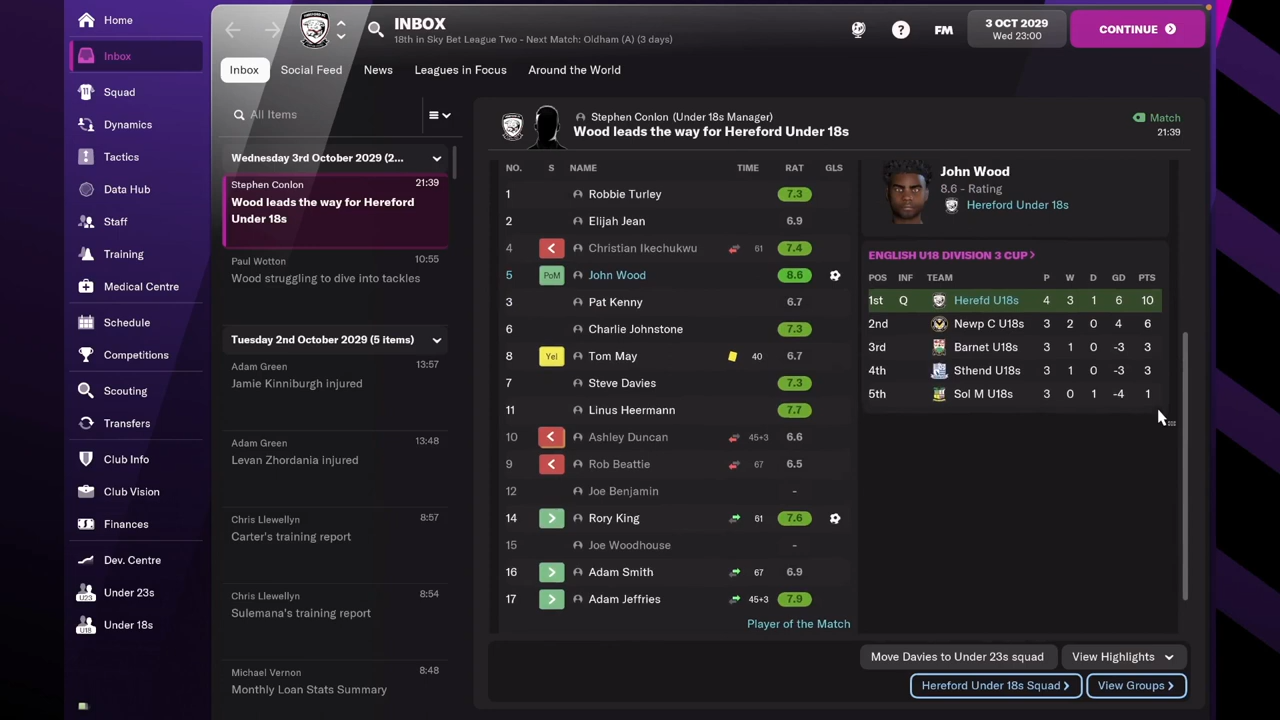 Home
Inbox
Squad
Dynamics
Tactics
Data Hub
Staff
Training
Medical Centre
Schedule
Competitions
Scouting
Transfers
Club Info
Club Vision
Finances
Dev. Centre
U23 Under 23s
U18 Under 18s
INBOX
18th in Sky Bet League Two - Next Match: Oldham (A) (3 days)
?
FM
3 OCT 2029
Wed 23:00
CONTINUE
Inbox Social Feed News Leagues in Focus Around the World
All Items
Wednesday 3rd October 2029 (2...
Stephen Conlon 21:39
Wood leads the way for Hereford
Under 18s
Paul Wotton 10:55
Wood struggling to dive into tackles
Tuesday 2nd October 2029 (5 items)
Adam Green 13:57
Jamie Kinniburgh injured
Adam Green 13:48
Levan Zhordania injured
Chris Llewellyn 8:57
Carter's training report
Chris Llewellyn 8:54
Sulemana's training report
Michael Vernon 8:48
Monthly Loan Stats Summary
Stephen Conlon (Under 18s Manager)
Wood leads the way for Hereford Under 18s
Match
21:39
NO. S NAME TIME RAT GLS
1 Robbie Turley 7.3
2 Elijah Jean 6.9
4 Christian Ikechukwu 61 7.4
5 PoM John Wood 8.6
3 Pat Kenny 6.7
6 Charlie Johnstone 7.3
8 Yel Tom May 40 6.7
7 Steve Davies 7.3
11 Linus Heermann 7.7
10 Ashley Duncan 45+3 6.6
9 Rob Beattie 67 6.5
12 Joe Benjamin -
14 Rory King 61 7.6
15 Joe Woodhouse -
16 Adam Smith 67 6.9
17 Adam Jeffries 45+3 7.9
Player of the Match
John Wood
8.6 - Rating
Hereford Under 18s
ENGLISH U18 DIVISION 3 CUP
POS INF TEAM P W D GD PTS
1st Q Herefd U18s 4 3 1 6 10
2nd Newp C U18s 3 2 0 4 6
3rd Barnet U18s 3 1 0 -3 3
4th Sthend U18s 3 1 0 -3 3
5th Sol M U18s 3 0 1 -4 1
Move Davies to Under 23s squad
View Highlights
Hereford Under 18s Squad
View Groups